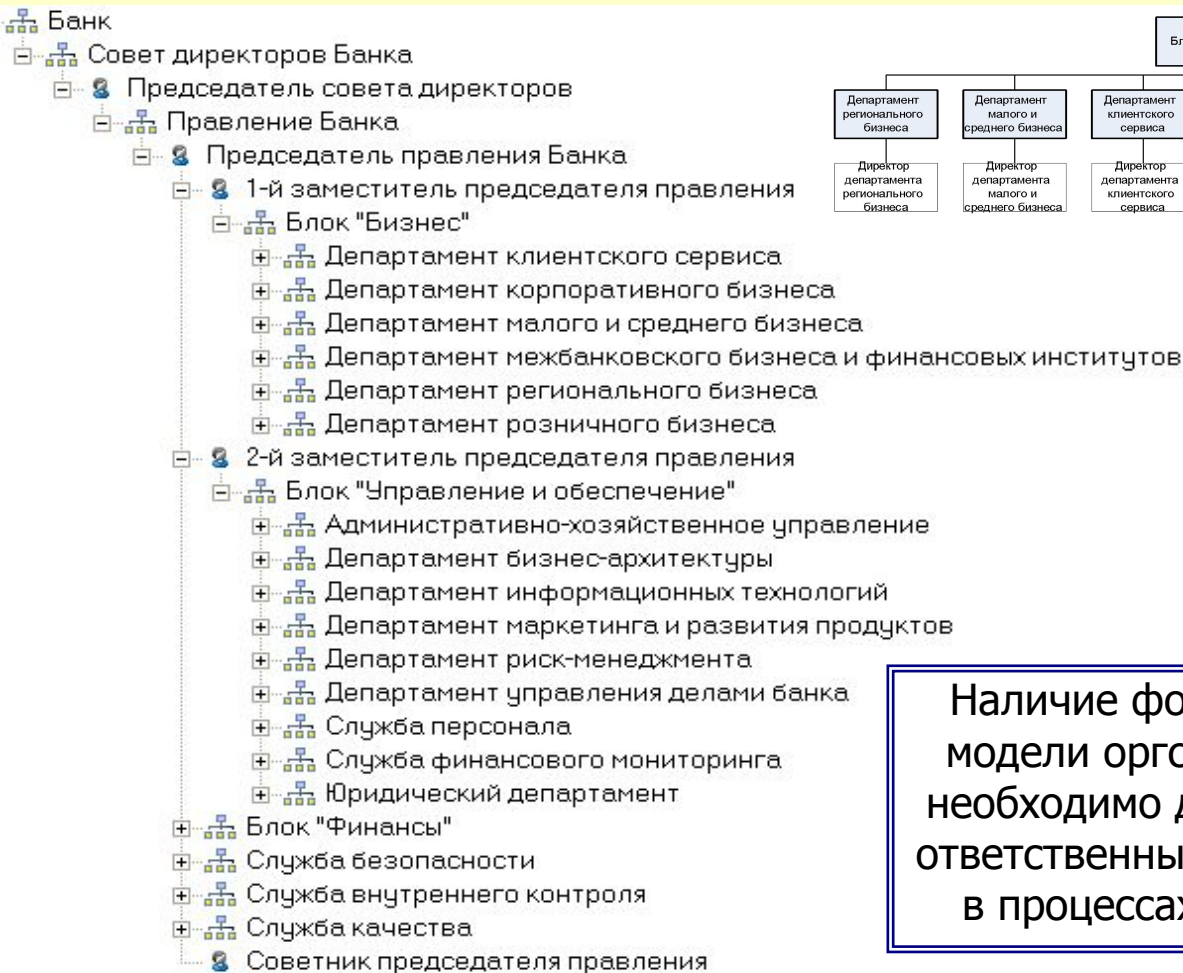 Банк
Совет директоров Банка
Председатель совета директоров
Правление Банка
Председатель правления Банка
1-й заместитель председателя правления
Блок "Бизнес"
Департамент клиентского сервиса
Департамент корпоративного бизнеса
Департамент малого и среднего бизнеса
Департамент межбанковского бизнеса и финансовых институтов
Департамент регионального бизнеса
Департамент розничного бизнеса
2-й заместитель председателя правления
Блок "Управление и обеспечение"
Административно-хозяйственное управление
Департамент бизнес-архитектуры
Департамент информационных технологий
Департамент маркетинга и развития продуктов
Департамент риск-менеджмента
Департамент управления делами банка
Служба персонала
Служба финансового мониторинга
Юридический департамент
Блок "Финансы"
Служба безопасности
Служба внутреннего контроля
Служба качества
Советник председателя правления
Департамент
регионального
бизнеса
Департамент
малого и
среднего бизнеса
Департамент
клиентского
сервиса
Директор
департамента
регионального
бизнеса
Директор
департамента
малого и
среднего бизнеса
Директор
департамента
клиентского
сервиса
Наличие
модели
необходимо
в